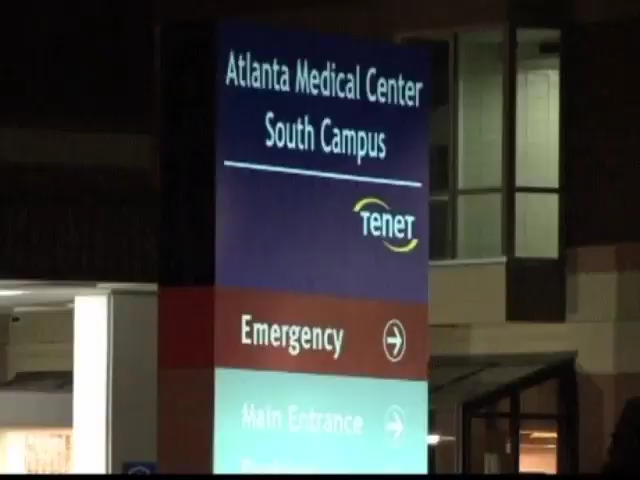 Atlanta Medical Center
South Campus
Tenet
Emergency
Main Entrance